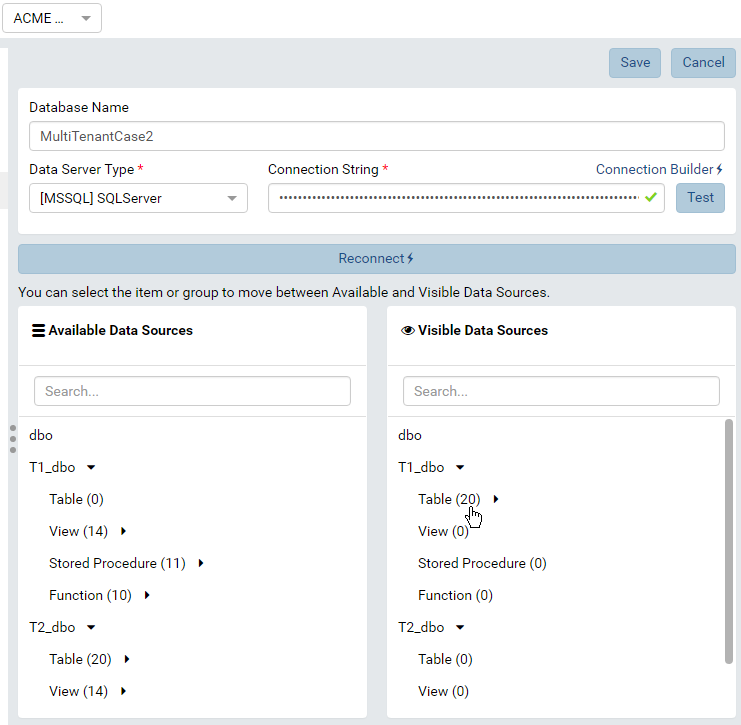 ACME ...
Save Cancel
Database Name
MultiTenantCase2
Data Server Type * Connection String * Connection Builder
[MSSQL] SQLServer Test
Reconnect
You can select the item or group to move between Available and Visible Data Sources.
Available Data Sources Visible Data Sources
Search... Search...
dbo dbo
T1_dbo T1_dbo
Table (0) Table (20)
View (14) View (0)
Stored Procedure (11) Stored Procedure (0)
Function (10) Function (0)
T2_dbo T2_dbo
Table (20) Table (0)
View (14) View (0)